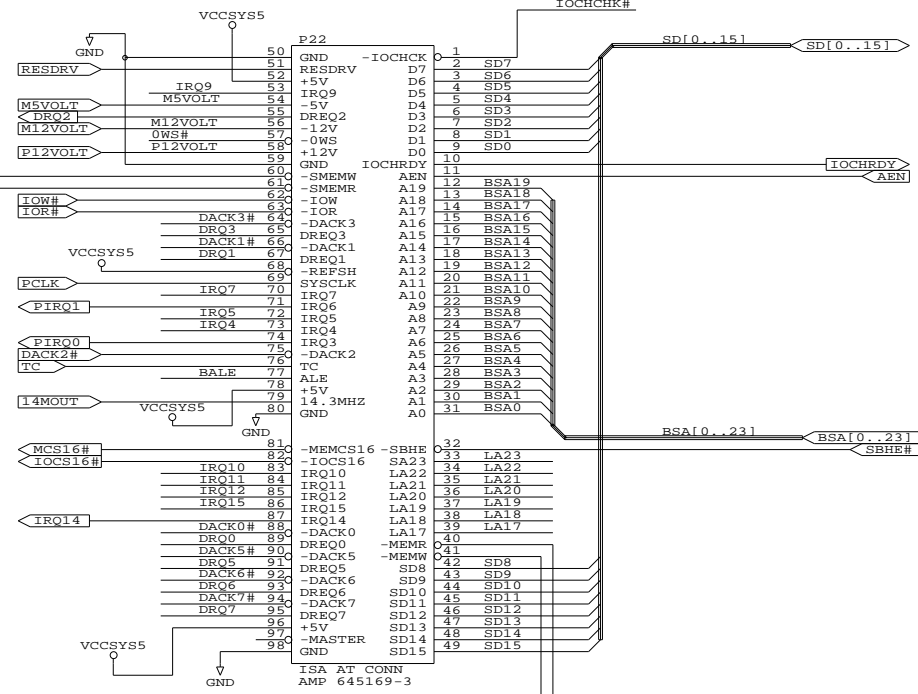 IOCHCHK#
VCCSYS5
P22
SD[0..15]
SD[0..15]
GND
50 GND -IOCHCK 1
RESDRV 51 RESDRV D7 2 SD7
52 +5V D6 3 SD6
IRQ9 53 IRQ9 D5 4 SD5
M5VOLT M5VOLT 54 -5V D4 5 SD4
DRQ2 55 DREQ2 D3 6 SD3
M12VOLT M12VOLT 56 -12V D2 7 SD2
0WS# 57 -0WS D1 8 SD1
P12VOLT P12VOLT 58 +12V D0 9 SD0
59 GND IOCHRDY 10 IOCHRDY
60 -SMEMW AEN 11 AEN
61 -SMEMR A19 12 BSA19
IOW# 62 -IOW A18 13 BSA18
IOR# 63 -IOR A17 14 BSA17
DACK3# 64 -DACK3 A16 15 BSA16
DRQ3 65 DREQ3 A15 16 BSA15
DACK1# 66 -DACK1 A14 17 BSA14
DRQ1 67 DREQ1 A13 18 BSA13
VCCSYS5
68 -REFSH A12 19 BSA12
PCLK 69 SYSCLK A11 20 BSA11
IRQ7 70 IRQ7 A10 21 BSA10
PIRQ1 71 IRQ6 A9 22 BSA9
IRQ5 72 IRQ5 A8 23 BSA8
IRQ4 73 IRQ4 A7 24 BSA7
PIRQ0 74 IRQ3 A6 25 BSA6
DACK2# 75 -DACK2 A5 26 BSA5
TC 76 TC A4 27 BSA4
BALE 77 ALE A3 28 BSA3
78 +5V A2 29 BSA2
14MOUT 79 14.3MHZ A1 30 BSA1
VCCSYS5
80 GND A0 31 BSA0
GND
BSA[0..23]
BSA[0..23]
MCS16# 81 -MEMCS16 -SBHE 32 SBHE#
IOCS16# 82 -IOCS16 SA23 33 LA23
IRQ10 83 IRQ10 LA22 34 LA22
IRQ11 84 IRQ11 LA21 35 LA21
IRQ12 85 IRQ12 LA20 36 LA20
IRQ15 86 IRQ15 LA19 37 LA19
IRQ14 87 IRQ14 LA18 38 LA18
DACK0# 88 -DACK0 LA17 39 LA17
DRQ0 89 DREQ0 -MEMR 40
DACK5# 90 -DACK5 -MEMW 41
DRQ5 91 DREQ5 SD8 42 SD8
DACK6# 92 -DACK6 SD9 43 SD9
DRQ6 93 DREQ6 SD10 44 SD10
DACK7# 94 -DACK7 SD11 45 SD11
DRQ7 95 DREQ7 SD12 46 SD12
96 +5V SD13 47 SD13
97 -MASTER SD14 48 SD14
VCCSYS5
98 GND SD15 49 SD15
GND
ISA AT CONN
AMP 645169-3